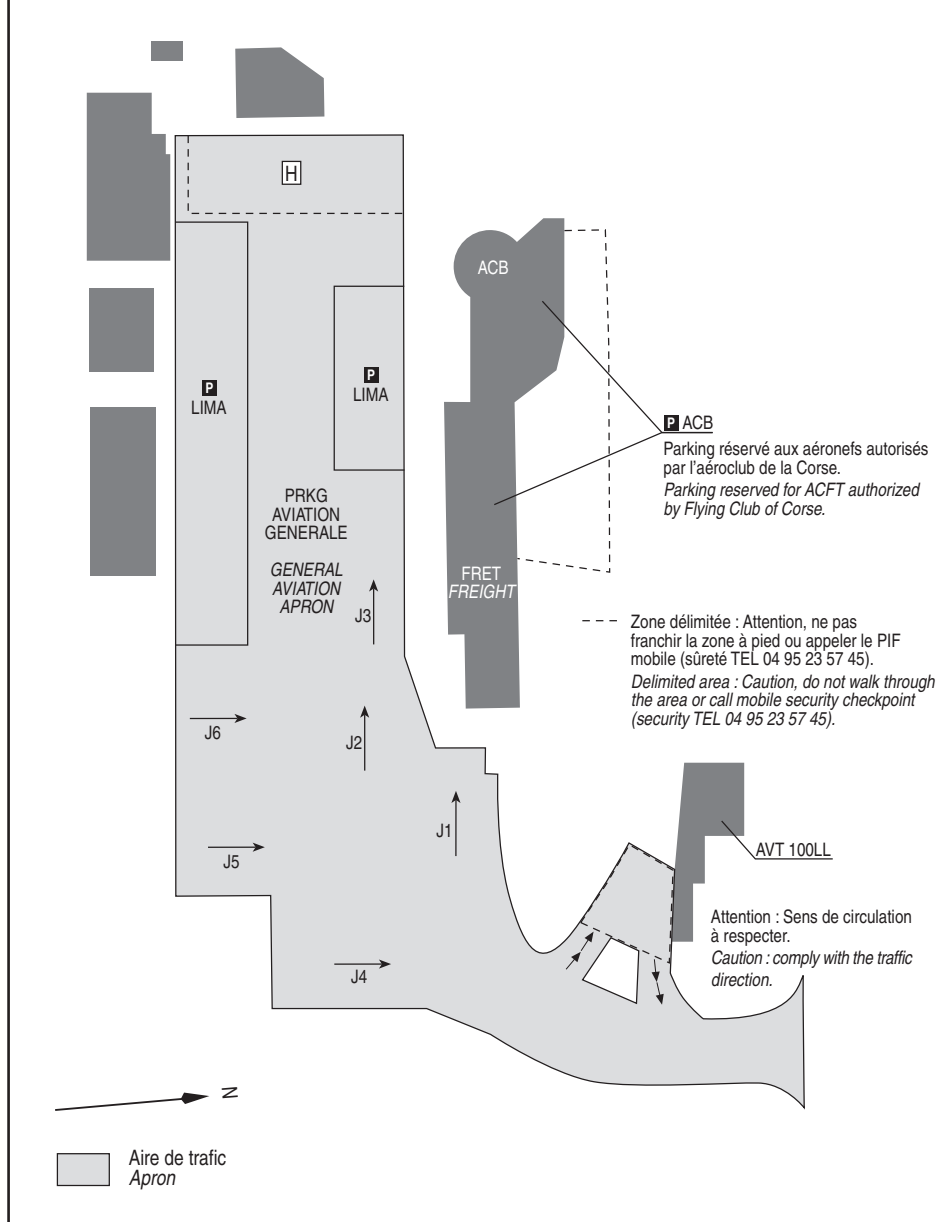 H
ACB
P
LIMA
P
LIMA
P ACB
Parking réservé aux aéronefs autorisés
par l'aéroclub de la Corse.
Parking reserved for ACFT authorized
by Flying Club of Corse.
PRKG
AVIATION
GENERALE
GENERAL
AVIATION
APRON
FRET
FREIGHT
J3
Zone délimitée : Attention, ne pas
franchir la zone à pied ou appeler le PIF
mobile (sûreté TEL 04 95 23 57 45).
Delimited area : Caution, do not walk through
the area or call mobile security checkpoint
(security TEL 04 95 23 57 45).
J6
J2
J1
J5
AVT 100LL
Attention : Sens de circulation
à respecter.
Caution : comply with the traffic
direction.
J4
N
Aire de trafic
Apron